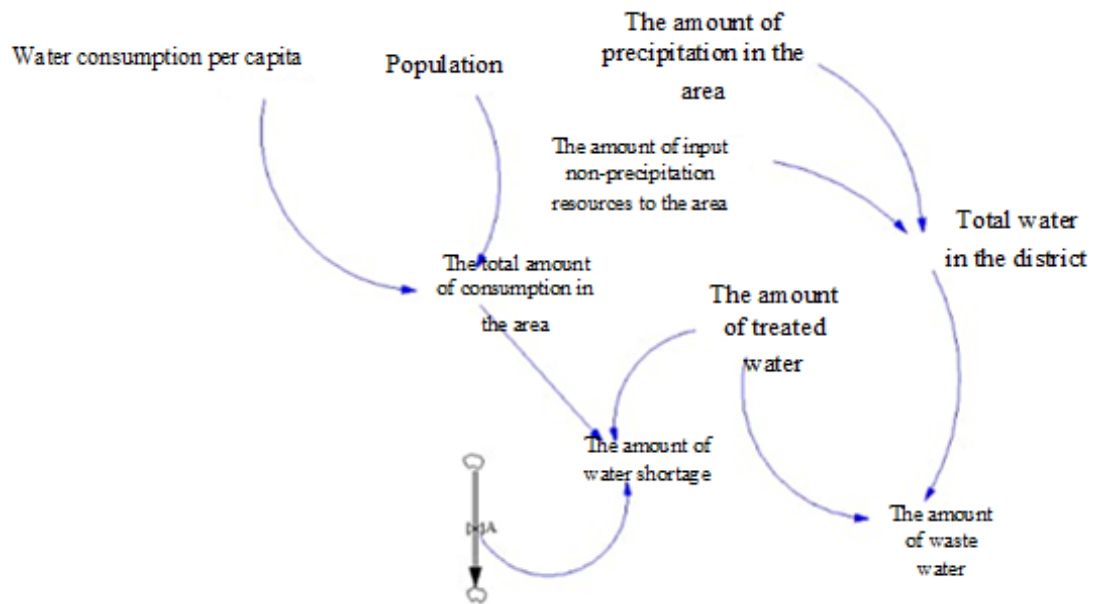 Water consumption per capita
Population
The amount of
precipitation in the
area
The amount of input
non-precipitation
resources to the area
Total water
in the district
The total amount
of consumption in
the area
The amount
of treated
water
The amount of
water shortage
A
The amount
of waste
water